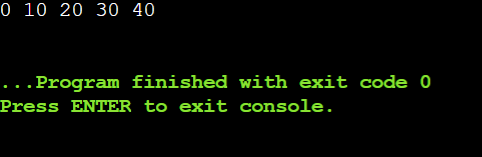 0 10 20 30 40
...Program finished with exit code 0
Press ENTER to exit console.